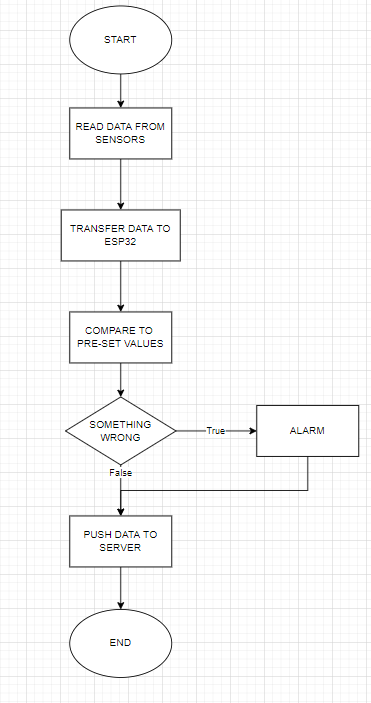 START
READ DATA FROM
SENSORS
TRANSFER DATA TO
ESP32
COMPARE TO
PRE-SET VALUES
SOMETHING
WRONG
True
ALARM
False
PUSH DATA TO
SERVER
END